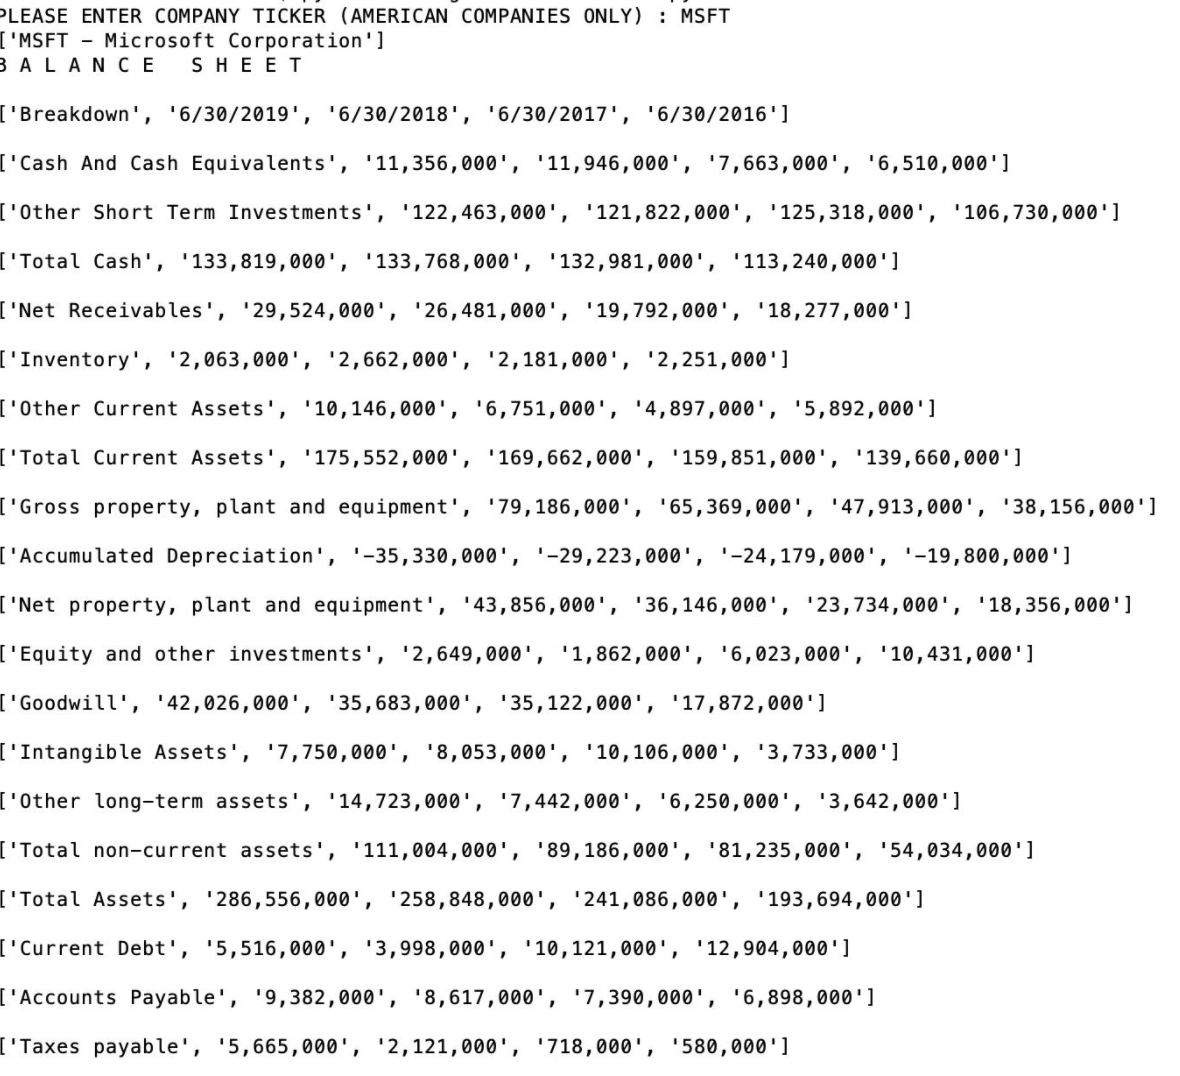 PLEASE ENTER COMPANY TICKER (AMERICAN COMPANIES ONLY) : MSFT
['MSFT – Microsoft Corporation']
B A L A N C E   S H E E T
['Breakdown', '6/30/2019', '6/30/2018', '6/30/2017', '6/30/2016']
['Cash And Cash Equivalents', '11,356,000', '11,946,000', '7,663,000', '6,510,000']
['Other Short Term Investments', '122,463,000', '121,822,000', '125,318,000', '106,730,000']
['Total Cash', '133,819,000', '133,768,000', '132,981,000', '113,240,000']
['Net Receivables', '29,524,000', '26,481,000', '19,792,000', '18,277,000']
['Inventory', '2,063,000', '2,662,000', '2,181,000', '2,251,000']
['Other Current Assets', '10,146,000', '6,751,000', '4,897,000', '5,892,000']
['Total Current Assets', '175,552,000', '169,662,000', '159,851,000', '139,660,000']
['Gross property, plant and equipment', '79,186,000', '65,369,000', '47,913,000', '38,156,000']
['Accumulated Depreciation', '-35,330,000', '-29,223,000', '-24,179,000', '-19,800,000']
['Net property, plant and equipment', '43,856,000', '36,146,000', '23,734,000', '18,356,000']
['Equity and other investments', '2,649,000', '1,862,000', '6,023,000', '10,431,000']
['Goodwill', '42,026,000', '35,683,000', '35,122,000', '17,872,000']
['Intangible Assets', '7,750,000', '8,053,000', '10,106,000', '3,733,000']
['Other long-term assets', '14,723,000', '7,442,000', '6,250,000', '3,642,000']
['Total non-current assets', '111,004,000', '89,186,000', '81,235,000', '54,034,000']
['Total Assets', '286,556,000', '258,848,000', '241,086,000', '193,694,000']
['Current Debt', '5,516,000', '3,998,000', '10,121,000', '12,904,000']
['Accounts Payable', '9,382,000', '8,617,000', '7,390,000', '6,898,000']
['Taxes payable', '5,665,000', '2,121,000', '718,000', '580,000']